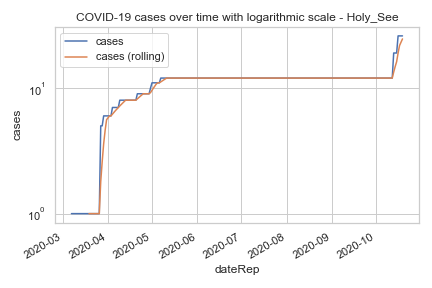 COVID-19 cases over time with logarithmic scale - Holy_See
cases
cases (rolling)
10¹
10⁰
cases
2020-03
2020-04
2020-05
2020-06
2020-07
2020-08
2020-09
2020-10
dateRep